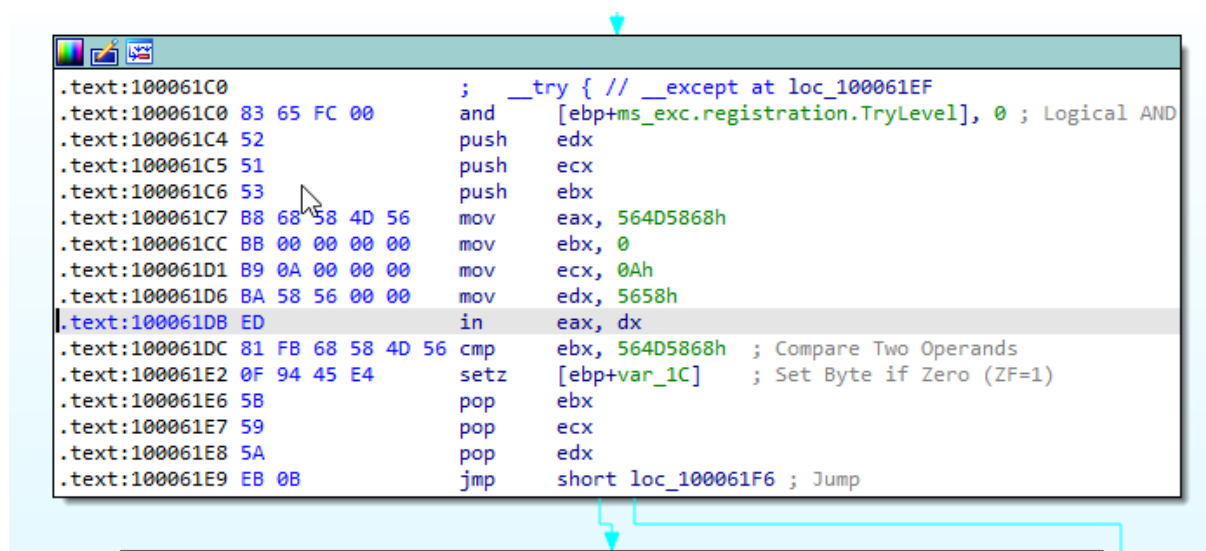 .text:100061C0 ; __try { // __except at loc_100061EF
.text:100061C0 83 65 FC 00 and [ebp+ms_exc.registration.TryLevel], 0 ; Logical AND
.text:100061C4 52 push edx
.text:100061C5 51 push ecx
.text:100061C6 53 push ebx
.text:100061C7 B8 68 58 4D 56 mov eax, 564D5868h
.text:100061CC BB 00 00 00 00 mov ebx, 0
.text:100061D1 B9 0A 00 00 00 mov ecx, 0Ah
.text:100061D6 BA 58 56 00 00 mov edx, 5658h
.text:100061DB ED in eax, dx
.text:100061DC 81 FB 68 58 4D 56 cmp ebx, 564D5868h ; Compare Two Operands
.text:100061E2 0F 94 45 E4 setz [ebp+var_1C] ; Set Byte if Zero (ZF=1)
.text:100061E6 5B pop ebx
.text:100061E7 59 pop ecx
.text:100061E8 5A pop edx
.text:100061E9 EB 0B jmp short loc_100061F6 ; Jump